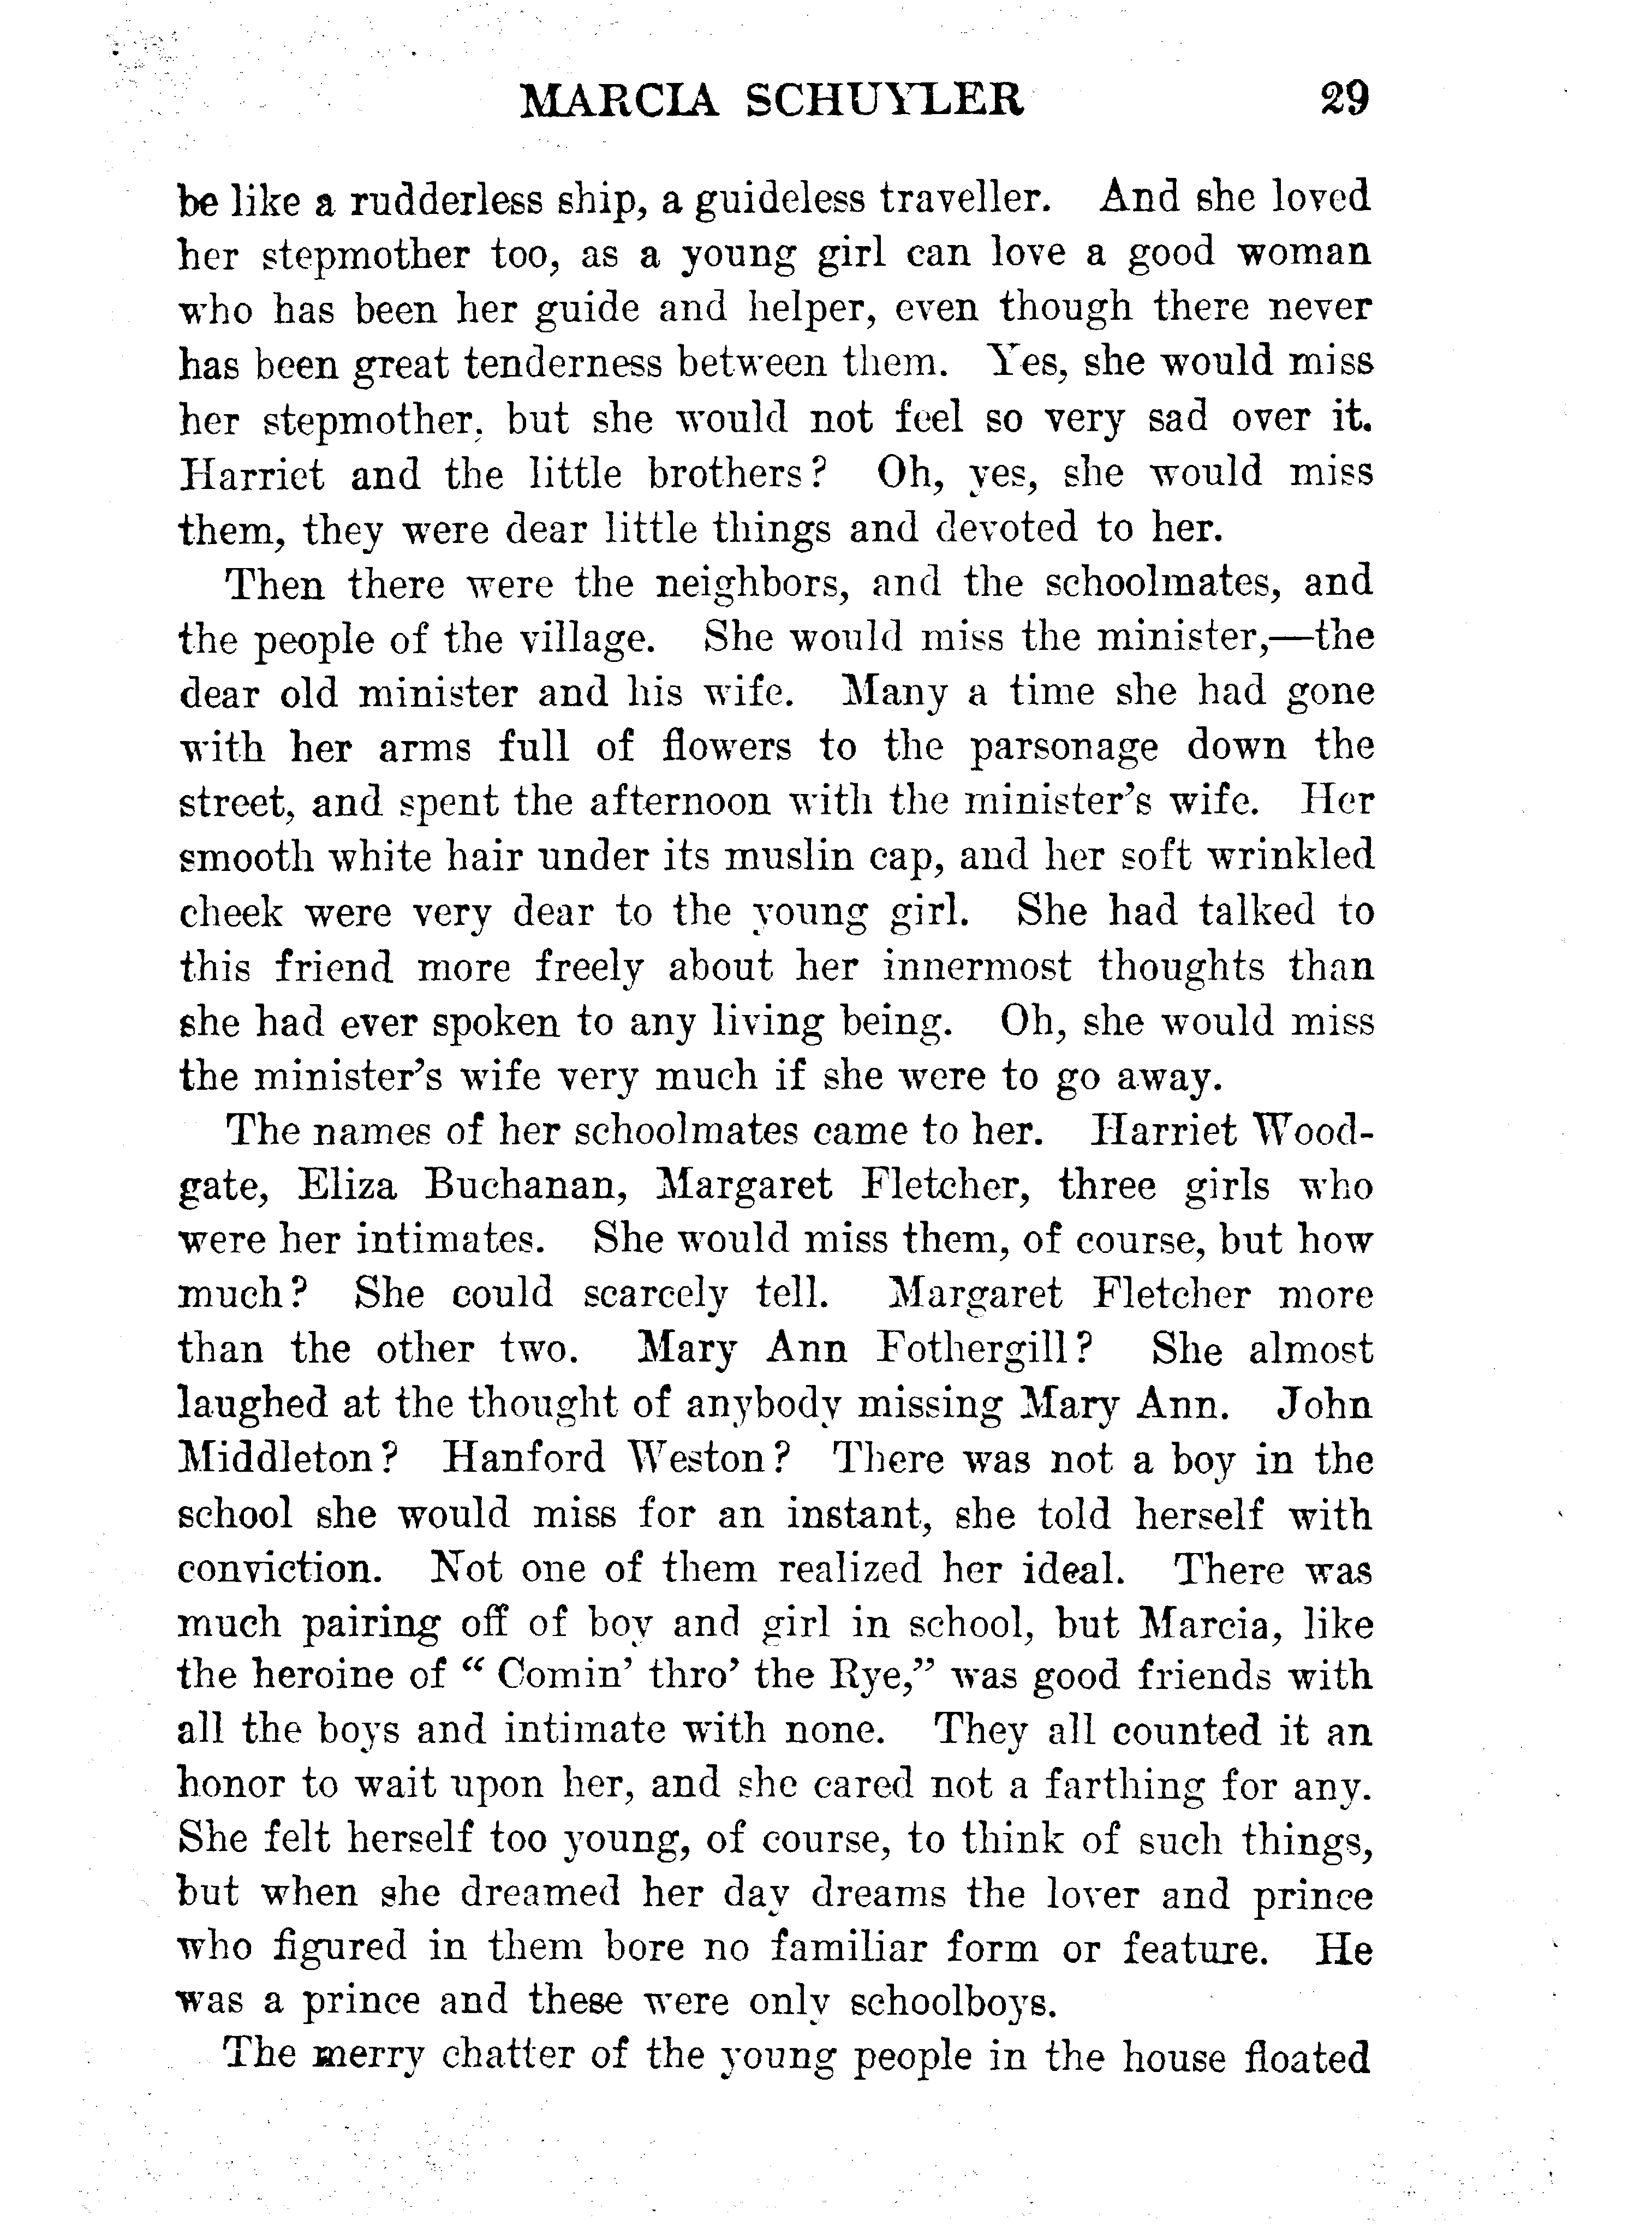 MARCIA SCHUYLER 29
be like a rudderless ship, a guideless traveller. And she loved
her stepmother too, as a young girl can love a good woman
who has been her guide and helper, even though there never
has been great tenderness between them. Yes, she would miss
her stepmother, but she would not feel so very sad over it.
Harriet and the little brothers? Oh, yes, she would miss
them, they were dear little things and devoted to her.
Then there were the neighbors, and the schoolmates, and
the people of the village. She would miss the minister,—the
dear old minister and his wife. Many a time she had gone
with her arms full of flowers to the parsonage down the
street, and spent the afternoon with the minister's wife. Her
smooth white hair under its muslin cap, and her soft wrinkled
cheek were very dear to the young girl. She had talked to
this friend more freely about her innermost thoughts than
she had ever spoken to any living being. Oh, she would miss
the minister's wife very much if she were to go away.
The names of her schoolmates came to her. Harriet Wood-
gate, Eliza Buchanan, Margaret Fletcher, three girls who
were her intimates. She would miss them, of course, but how
much? She could scarcely tell. Margaret Fletcher more
than the other two. Mary Ann Fothergill? She almost
laughed at the thought of anybody missing Mary Ann. John
Middleton? Hanford Weston? There was not a boy in the
school she would miss for an instant, she told herself with
conviction. Not one of them realized her ideal. There was
much pairing off of boy and girl in school, but Marcia, like
the heroine of " Comin' thro' the Rye," was good friends with
all the boys and intimate with none. They all counted it an
honor to wait upon her, and she cared not a farthing for any.
She felt herself too young, of course, to think of such things,
but when she dreamed her day dreams the lover and prince
who figured in them bore no familiar form or feature. He
was a prince and these were only schoolboys.
The merry chatter of the young people in the house floated